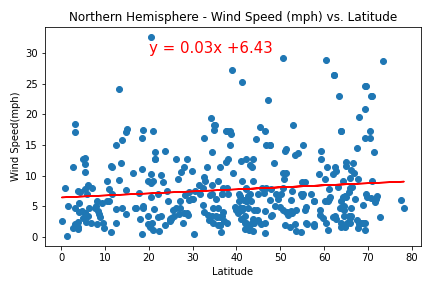 Northern Hemisphere - Wind Speed (mph) vs. Latitude
y = 0.03x +6.43
Wind Speed(mph)
30
25
20
15
10
5
0
0 10 20 30 40 50 60 70 80
Latitude